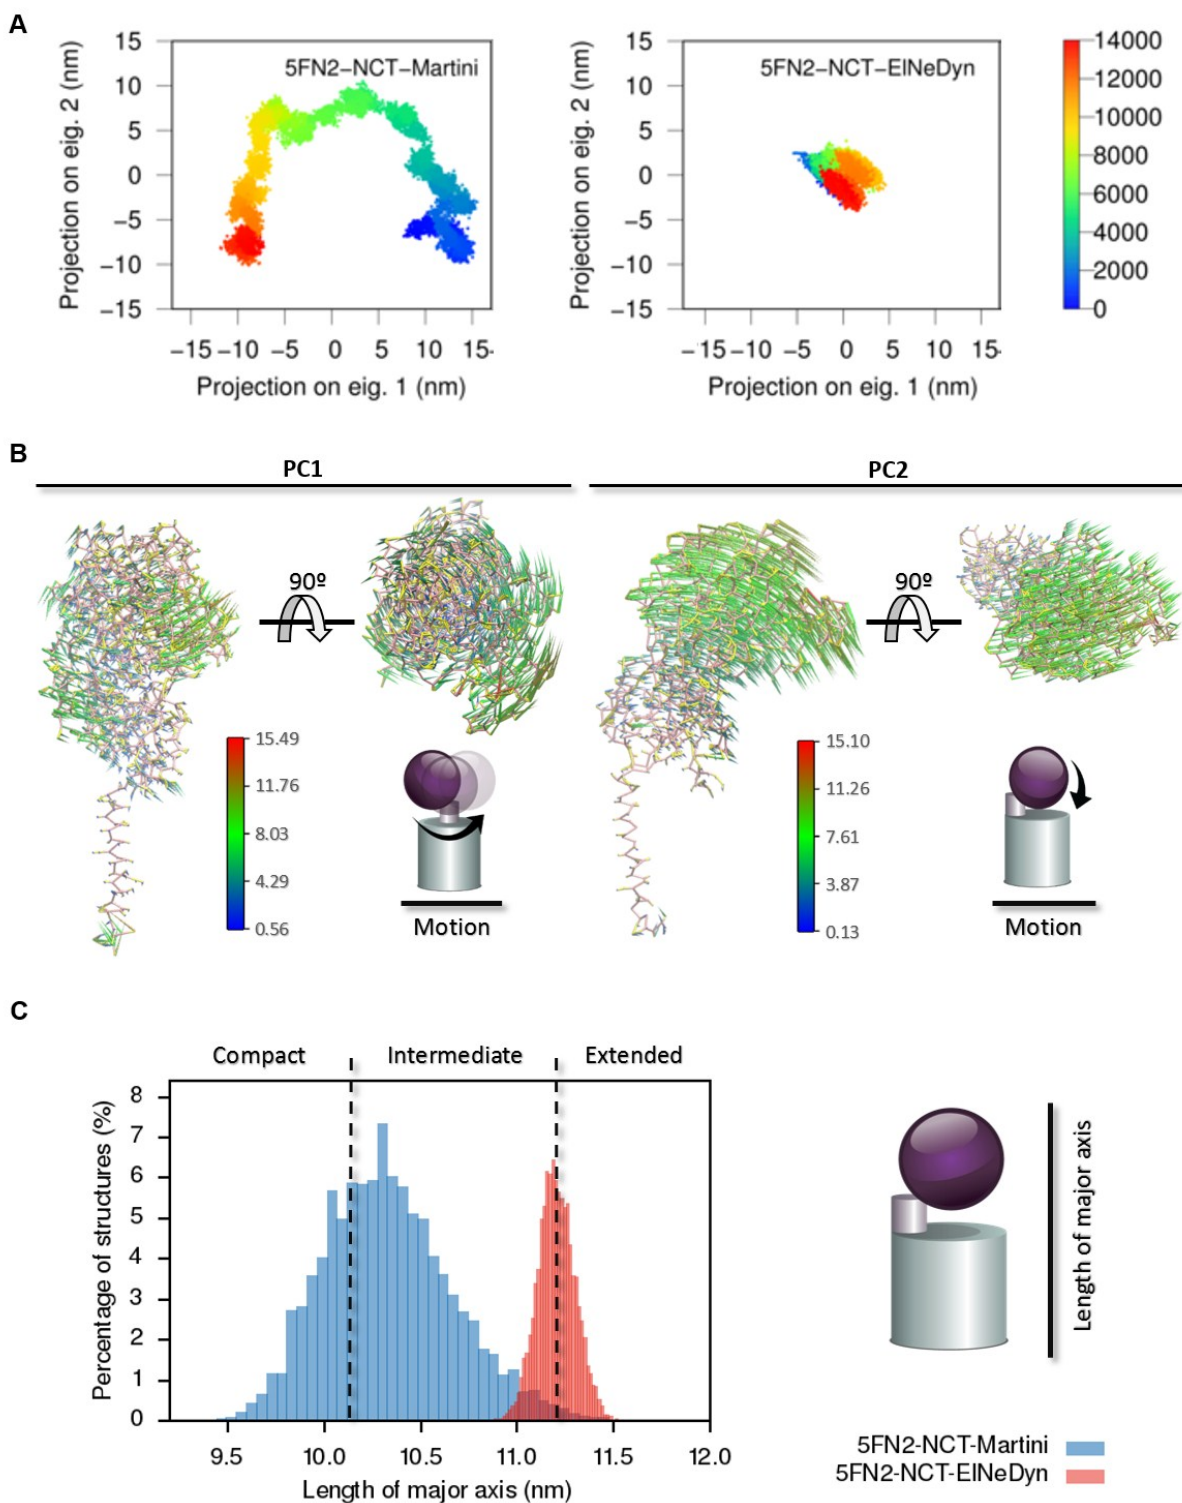 A
15
10
5
0
−5
−10
−15
Projection on eig. 2 (nm)
5FN2−NCT−Martini
−15 −10 −5 0 5 10 15-
Projection on eig. 1 (nm)
15
10
5
0
−5
−10
−15
Projection on eig. 2 (nm)
5FN2−NCT−ElNeDyn
−15 −10 −5 0 5 10 15-
Projection on eig. 1 (nm)
14000
12000
10000
8000
6000
4000
2000
0
B
PC1
PC2
90º
90º
15.49
11.76
8.03
4.29
0.56
Motion
15.10
11.26
7.61
3.87
0.13
Motion
C
Compact Intermediate Extended
8
7
6
5
4
3
2
1
0
Percentage of structures (%)
9.5 10.0 10.5 11.0 11.5 12.0
Length of major axis (nm)
Length of major axis
5FN2-NCT-Martini
5FN2-NCT-ElNeDyn